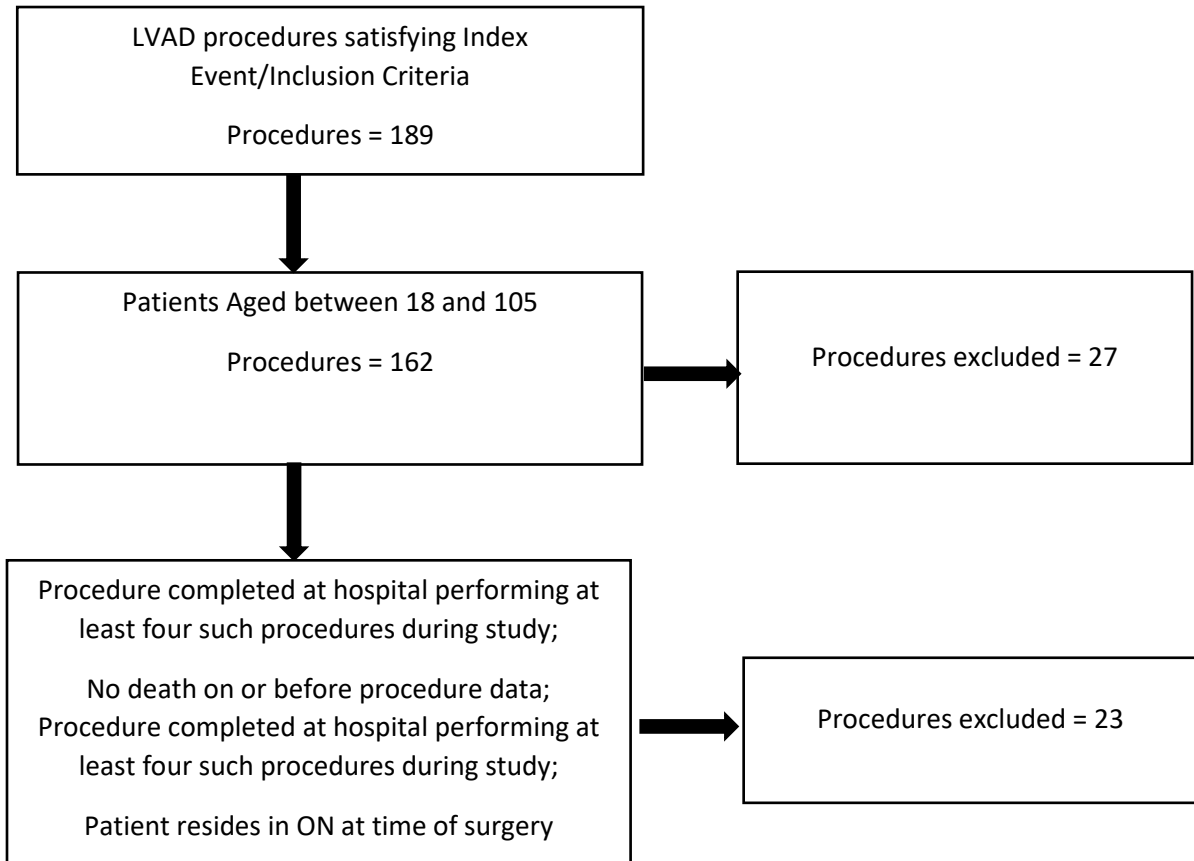 LVAD procedures satisfying Index
Event/Inclusion Criteria
Procedures = 189
Patients Aged between 18 and 105
Procedures = 162
Procedures excluded = 27
Procedure completed at hospital performing at
least four such procedures during study;
No death on or before procedure data;
Procedure completed at hospital performing at
least four such procedures during study;
Patient resides in ON at time of surgery
Procedures excluded = 23